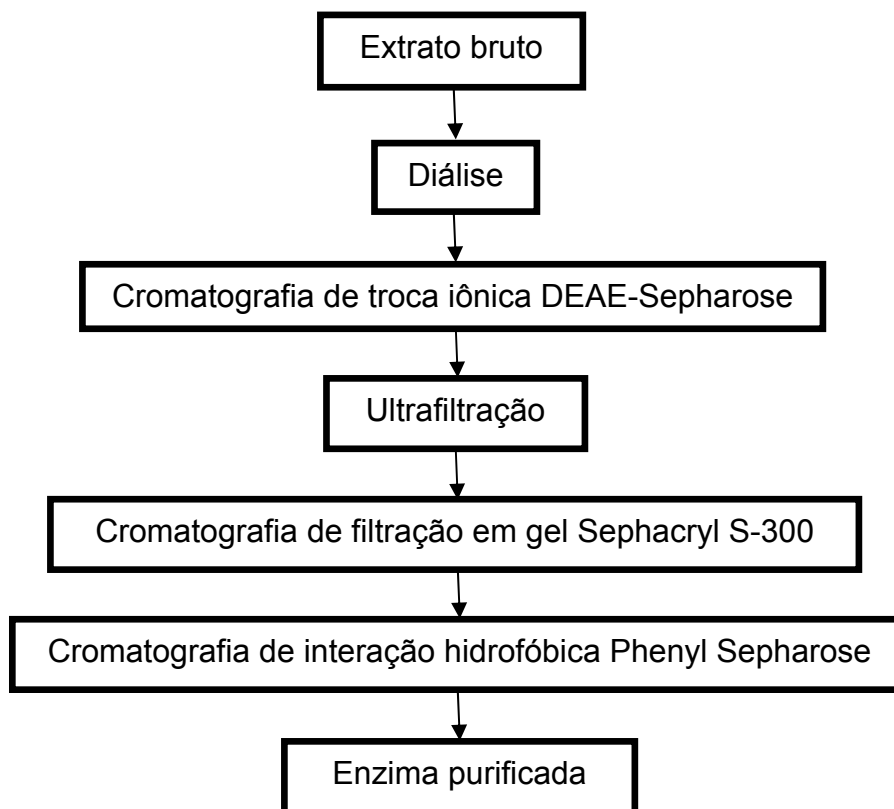 Extrato bruto
Diálise
Cromatografia de troca iônica DEAE-Sepharose
Ultrafiltração
Cromatografia de filtração em gel Sephacryl S-300
Cromatografia de interação hidrofóbica Phenyl Sepharose
Enzima purificada